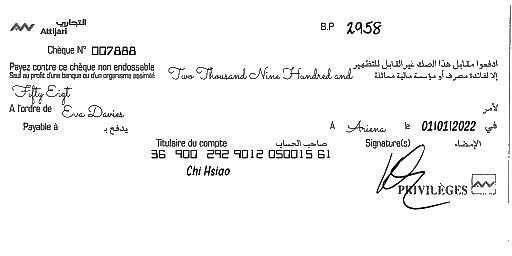 التجاري
Attijari
B.P 2958
Chèque N° 007888
Payez contre ce chèque non endossable
ادفعوا مقابل هذا الصك غير القابل للتظهير
Sauf au profit d'une banque ou d'un organisme assimilé
إلا لفائدة مصرف أو مؤسسة مالية مماثلة
Two Thousand Nine Hundred and
Fifty Eigt
A l'ordre de Eva Davies
لأمر
Payable à
يدفع بـ
A Ariena le 01/01/2022 في
Titulaire du compte صاحب الحساب
Signature(s) الإمضاء
36 900 292 9012 050015 61
Chi Hsiao
PRIVILÈGES